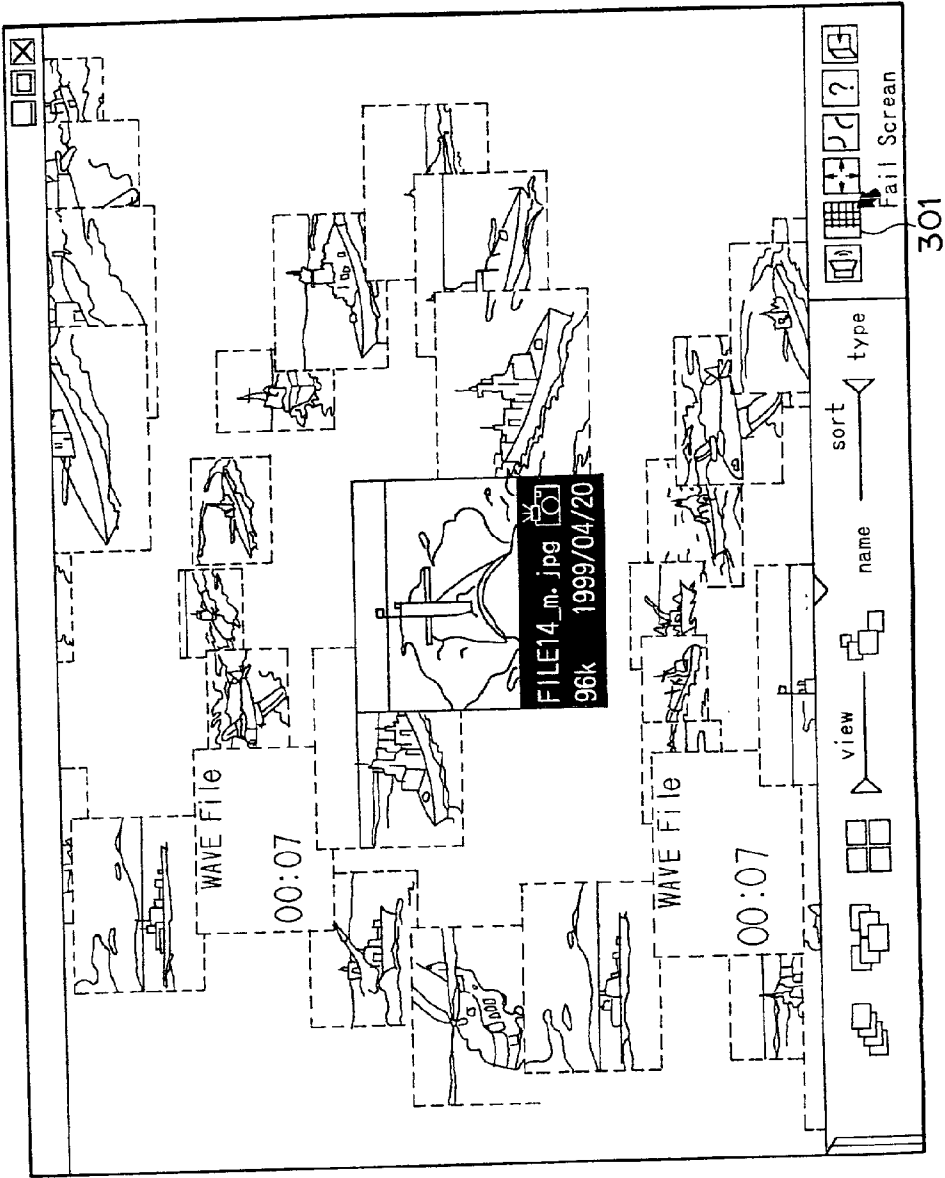 WAVE File
00:07
FILE14_m.jpg
96k 1999/04/20
WAVE File
00:07
view
name
sort
type
?
Fail Screan
301